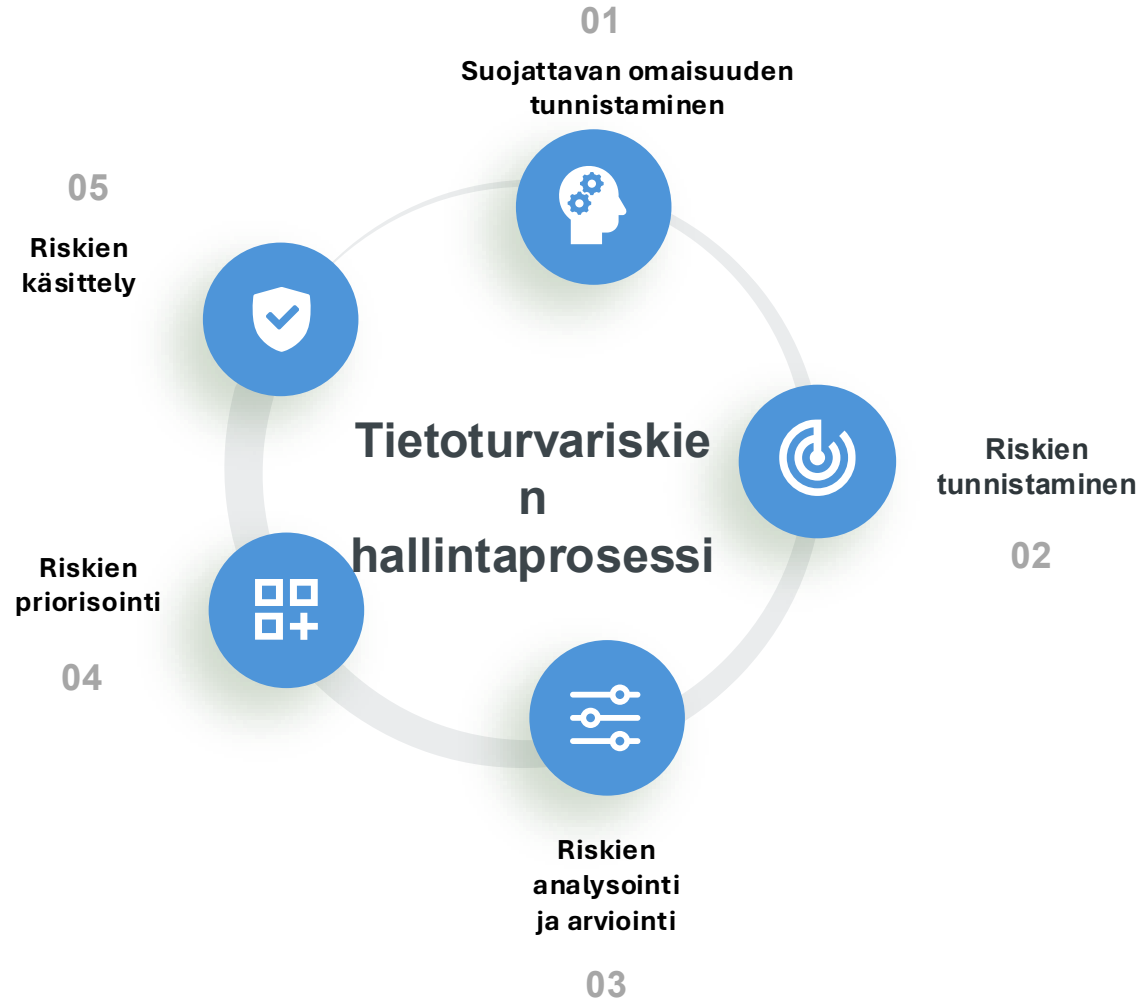 01
Suojattavan omaisuuden
tunnistaminen
05
Riskien
käsittely
Tietoturvariskie
n
hallintaprosessi
Riskien
tunnistaminen
02
Riskien
priorisointi
04
Riskien
analysointi
ja arviointi
03